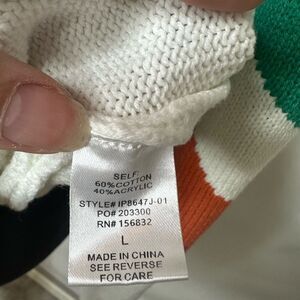 SELF
60%COTTON
40%ACRYLIC
STYLE# IP8647J-01
PO# 203300
RN# 156832
L
MADE IN CHINA
SEE REVERSE
FOR CARE